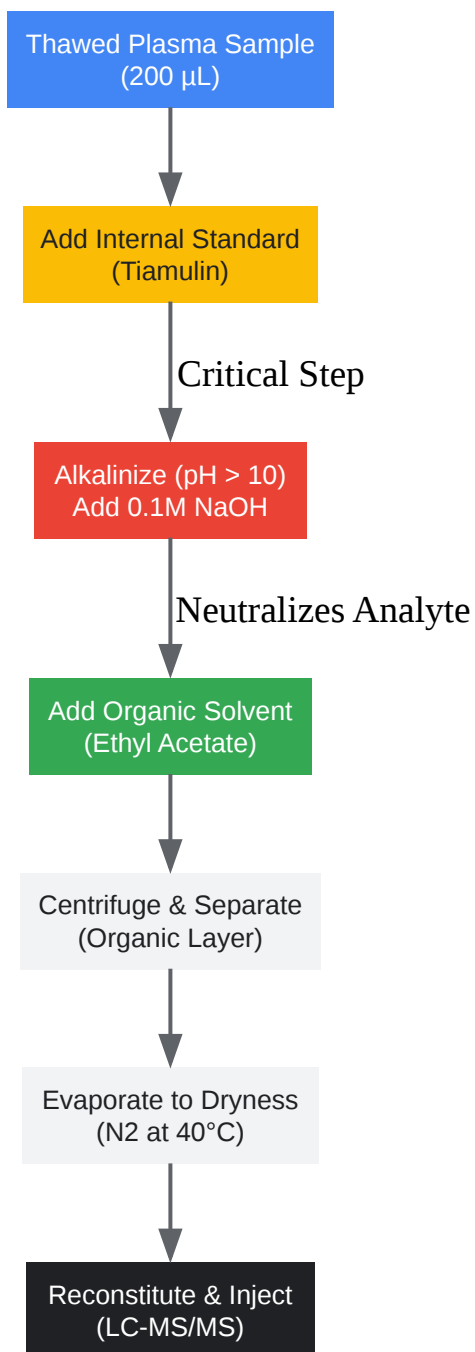 Thawed Plasma Sample
(200 µL)
Add Internal Standard
(Tiamulin)
Critical Step
Alkalinize (pH > 10)
Add 0.1M NaOH
Neutralizes Analyte
Add Organic Solvent
(Ethyl Acetate)
Centrifuge & Separate
(Organic Layer)
Evaporate to Dryness
(N2 at 40°C)
Reconstitute & Inject
(LC-MS/MS)